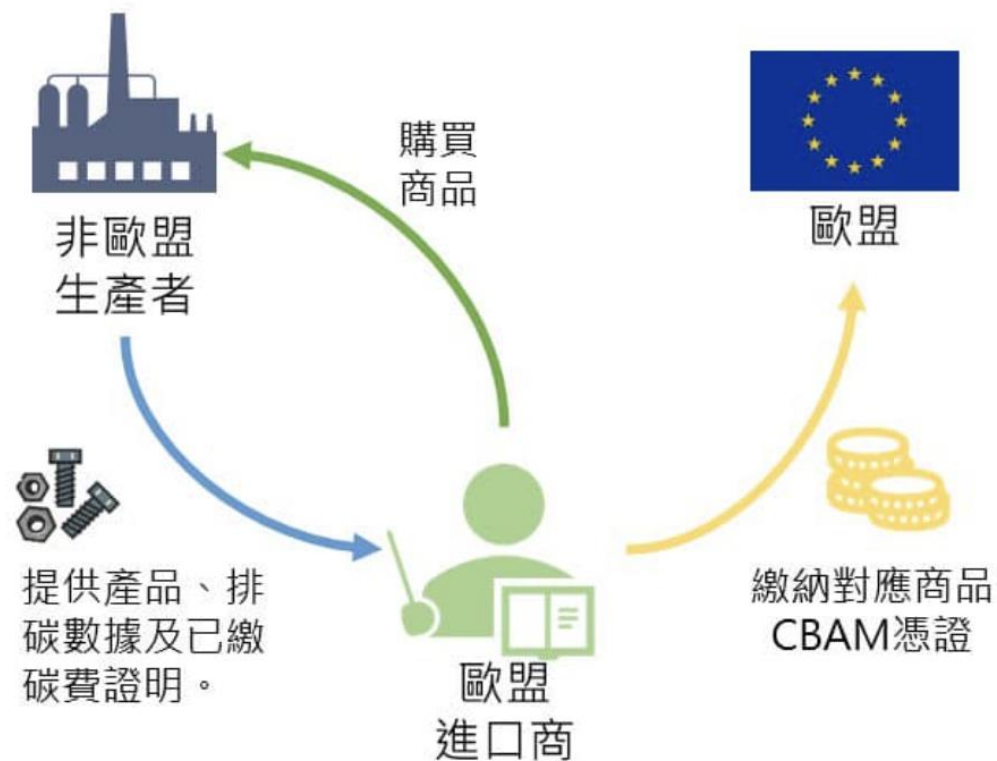 購買
商品
非歐盟
生產者
歐盟
提供產品、排
碳數據及已繳
碳費證明。
歐盟
進口商
繳納對應商品
CBAM憑證